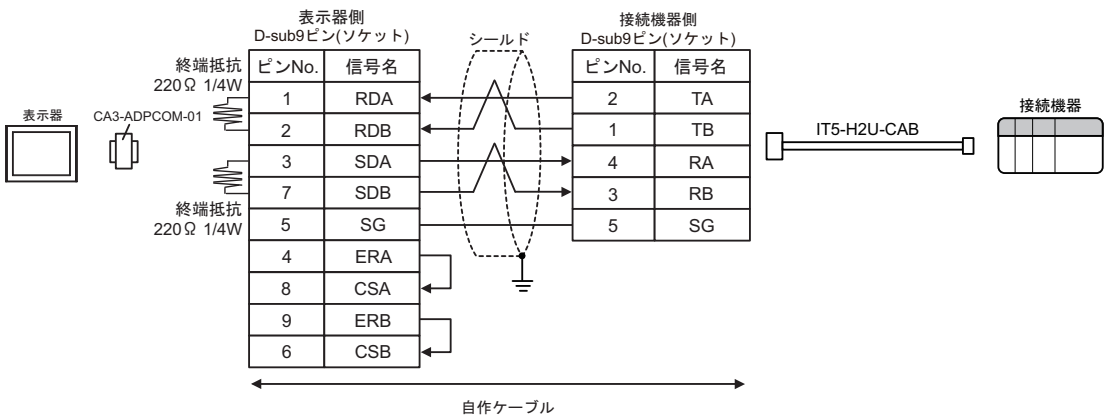 表示器側
D-sub9ピン(ソケット)
シールド
接続機器側
D-sub9ピン(ソケット)
終端抵抗
220Ω 1/4W
ピンNo. 信号名
1 RDA
2 RDB
3 SDA
7 SDB
5 SG
4 ERA
8 CSA
9 ERB
6 CSB
終端抵抗
220Ω 1/4W
ピンNo. 信号名
2 TA
1 TB
4 RA
3 RB
5 SG
表示器
CA3-ADPCOM-01
IT5-H2U-CAB
接続機器
自作ケーブル